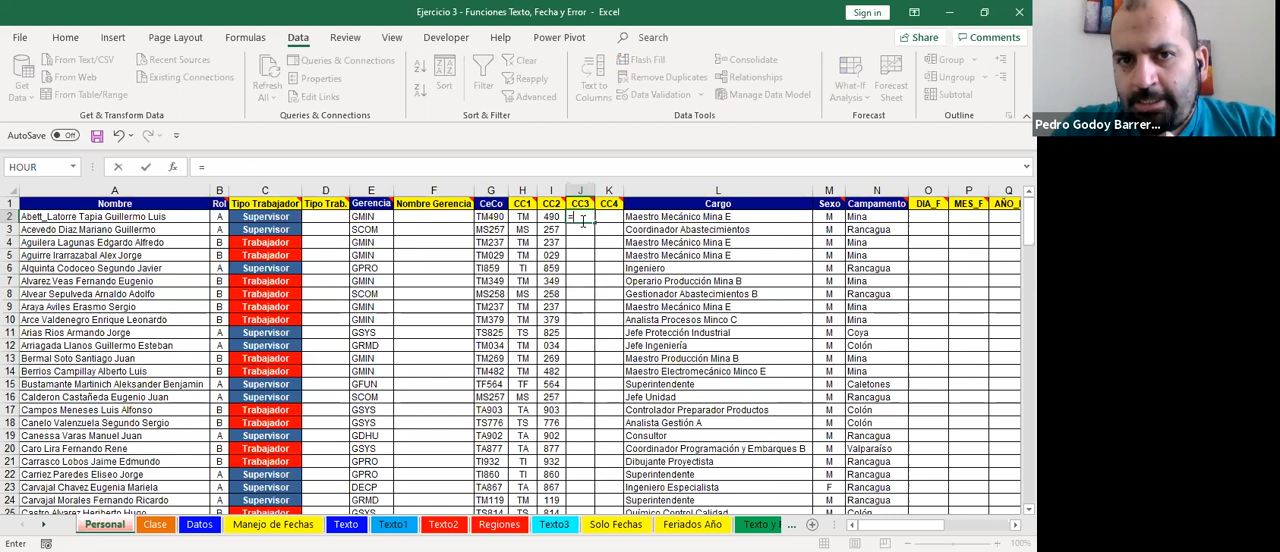 Ejercicio 3 - Funciones Texto, Fecha y Error - Excel
Sign in
File Home Insert Page Layout Formulas Data Review View Developer Help Power Pivot Search Share Comments
Get Data
From Text/CSV
From Web
From Table/Range
Recent Sources
Existing Connections
Refresh All
Queries & Connections
Properties
Edit Links
Sort
Filter
Clear
Reapply
Advanced
Text to Columns
Flash Fill
Remove Duplicates
Data Validation
Consolidate
Relationships
Manage Data Model
What-If Analysis
Forecast Sheet
Group
Ungroup
Subtotal
Get & Transform Data Queries & Connections Sort & Filter Data Tools Forecast Outline
Pedro Godoy Barrer...
AutoSave Off
HOUR fx =
A B C D E F G H I J K L M N O P Q
1 Nombre Rol Tipo Trabajador Tipo Trab. Gerencia Nombre Gerencia CeCo CC1 CC2 CC3 CC4 Cargo Sexo Campamento DIA_F MES_F
2 Abett_Latorre Tapia Guillermo Luis A Supervisor GMIN TM490 TM 490 = Maestro Mecánico Mina E M Mina
3 Acevedo Diaz Mariano Guillermo A Supervisor SCOM MS257 MS 257 Coordinador Abastecimientos M Rancagua
4 Aguilera Lagunas Edgardo Alfredo B Trabajador GMIN TM237 TM 237 Maestro Mecánico Mina E M Mina
5 Aguirre Irarrazabal Alex Jorge B Trabajador GMIN TM029 TM 029 Maestro Mecánico Mina E M Mina
6 Alquinta Codoceo Segundo Javier A Supervisor GPRO TI859 TI 859 Ingeniero M Rancagua
7 Alvarez Veas Fernando Eugenio B Trabajador GMIN TM349 TM 349 Operario Producción Mina B M Mina
8 Alvear Sepulveda Arnaldo Adolfo B Trabajador SCOM MS258 MS 258 Gestionador Abastecimientos B M Rancagua
9 Araya Aviles Erasmo Sergio B Trabajador GMIN TM237 TM 237 Maestro Mecánico Mina E M Mina
10 Arce Valdenegro Enrique Leonardo B Trabajador GMIN TM379 TM 379 Analista Procesos Minco C M Mina
11 Arias Rios Armando Jorge A Supervisor GSYS TS825 TS 825 Jefe Protección Industrial M Coya
12 Arriagada Llanos Guillermo Esteban A Supervisor GRMD TM034 TM 034 Jefe Ingeniería M Colón
13 Bermal Soto Santiago Juan B Trabajador GMIN TM269 TM 269 Maestro Producción Mina B M Mina
14 Berrios Campillay Alberto Luis B Trabajador GMIN TM482 TM 482 Maestro Electromecánico Minco E M Mina
15 Bustamante Martinich Aleksander Benjamin A Supervisor GFUN TF564 TF 564 Superintendente M Caletones
16 Calderon Castaneda Eugenio Juan A Supervisor SCOM MS257 MS 257 Jefe Unidad M Rancagua
17 Campos Meneses Luis Alfonso B Trabajador GSYS TA903 TA 903 Controlador Preparador Productos M Colón
18 Canelo Valenzuela Segundo Sergio B Trabajador GSYS TS776 TS 776 Analista Gestión A M Colón
19 Canessa Varas Manuel Juan A Supervisor GDHU TA902 TA 902 Consultor M Rancagua
20 Caro Lira Fernando Rene B Trabajador GSYS TA877 TA 877 Coordinador Programación y Embarques B M Valparaíso
21 Carrasco Lobos Jaime Edmundo B Trabajador GPRO TI932 TI 932 Dibujante Proyectista M Rancagua
22 Carriez Paredes Eliseo Jorge A Supervisor GPRO TI860 TI 860 Superintendente M Rancagua
23 Carvajal Chavez Eugenia Maria A Supervisor DECP TA867 TA 867 Ingeniero Especialista F Rancagua
24 Carvajal Morales Fernando Ricardo A Supervisor GRMD TM119 TM 119 Superintendente M Colón
25 Castro Alvarez Heriberto Hugo B Trabajador GSYS TS814 TS 814 Químico Control Calidad M Colón
Personal Clase Datos Manejo de Fechas Texto Texto1 Texto2 Regiones Texto3 Solo Fechas Feriados Año ...
Enter 100%